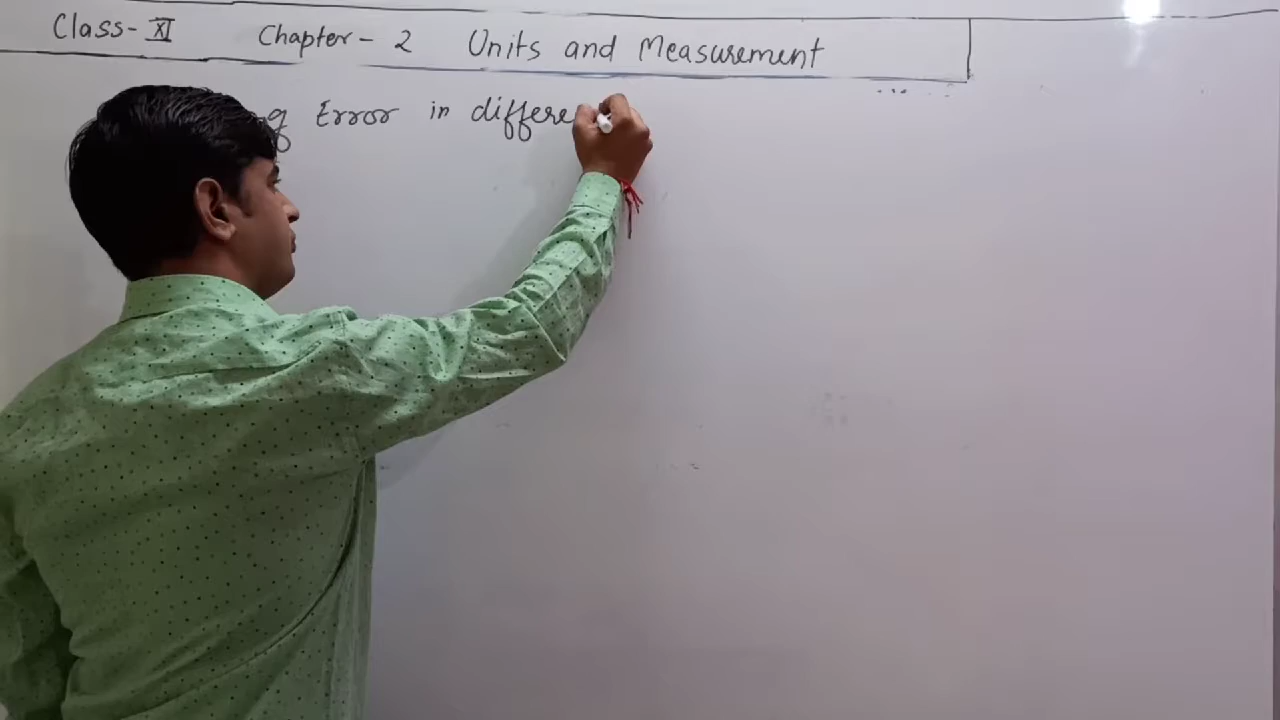 Class-XI Chapter-2 Units and Measurement
Error in differe